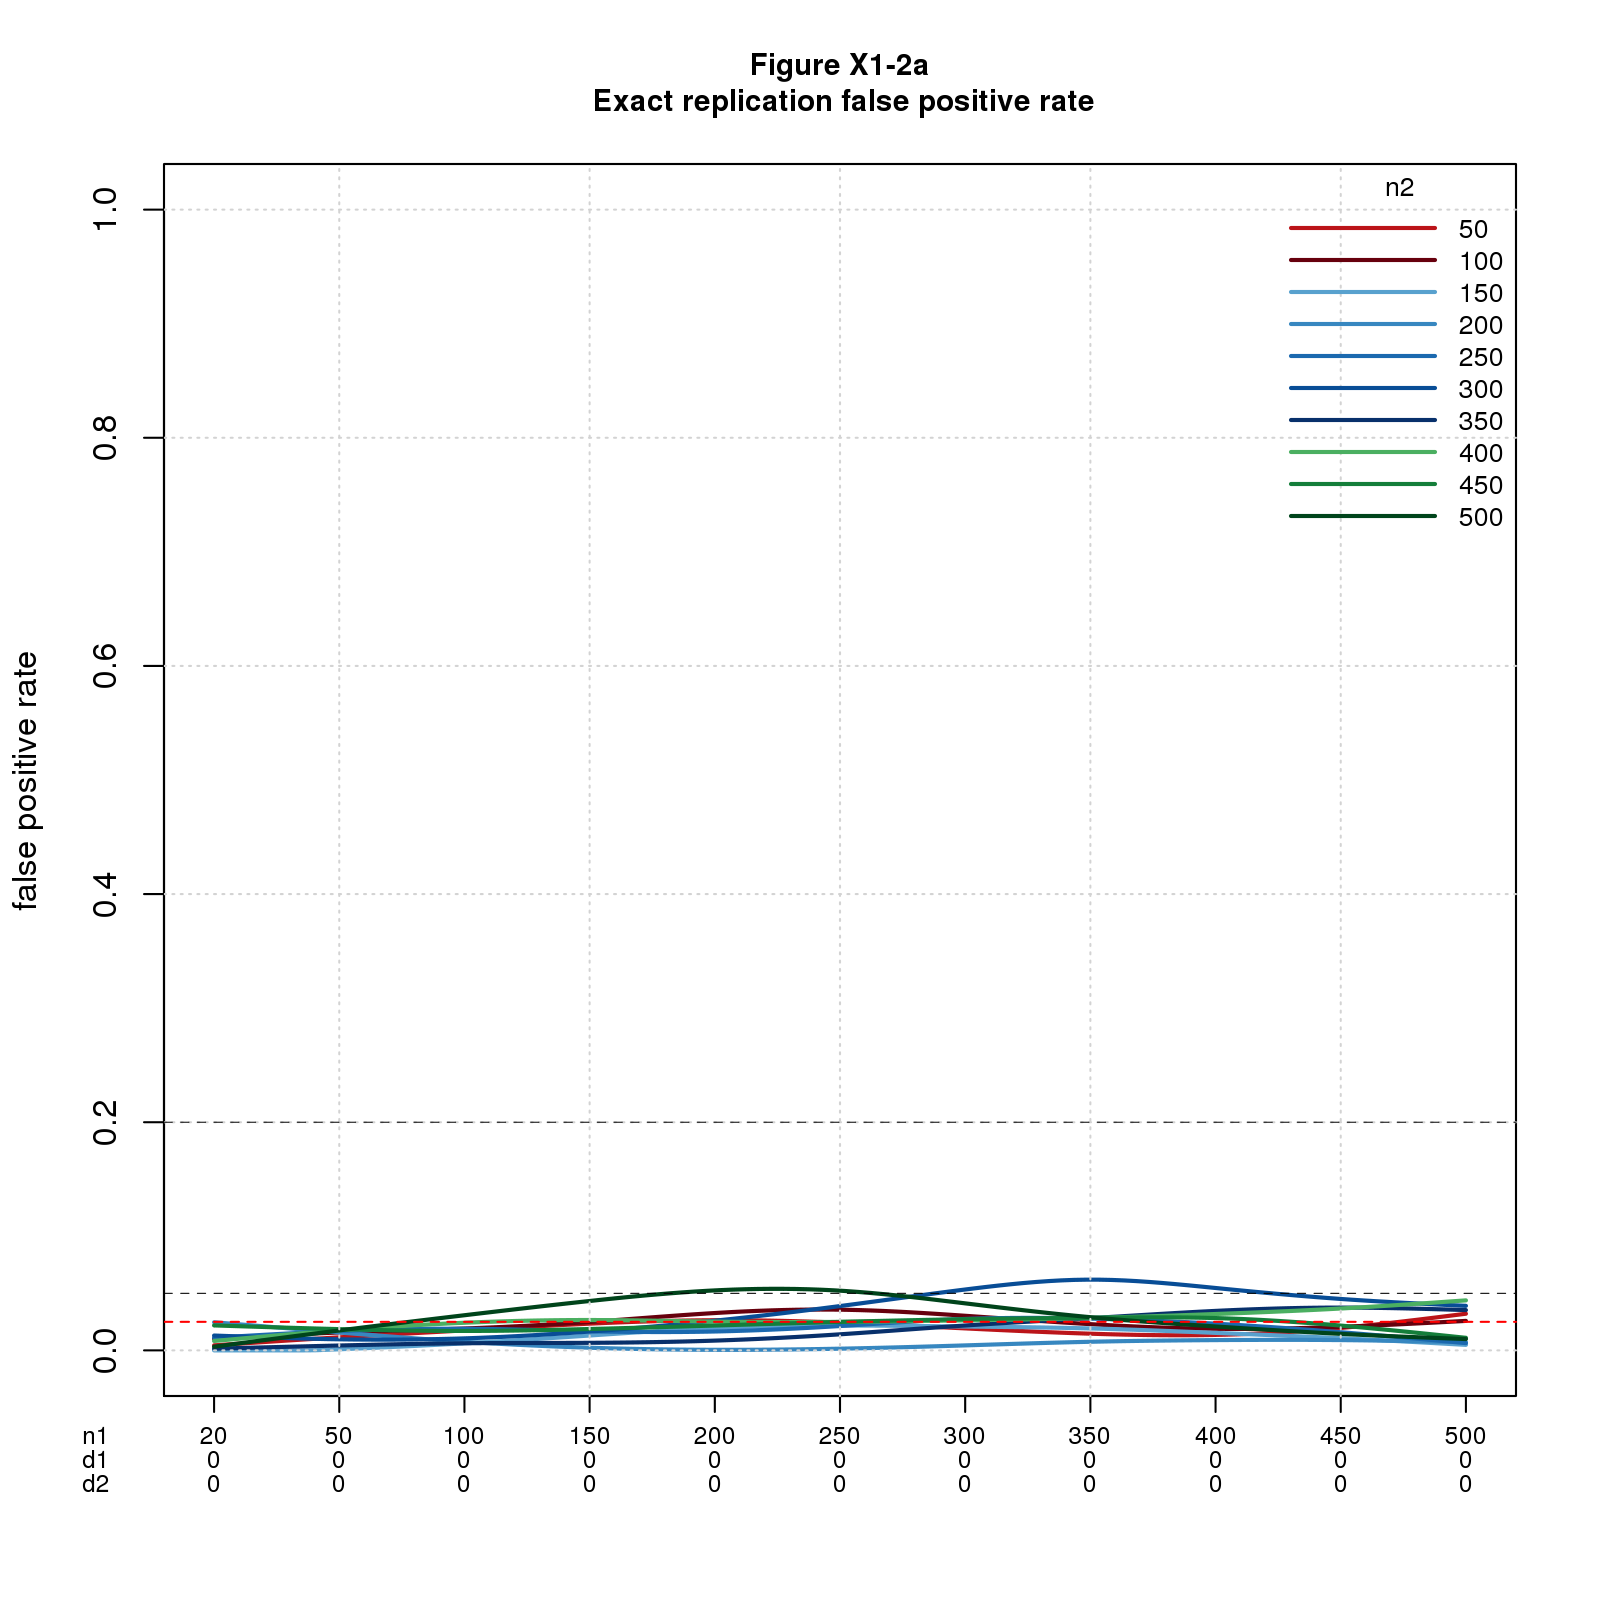 Figure X1-2a
Exact replication false positive rate
n2
50
100
150
200
250
300
350
400
450
500
false positive rate
1.0
0.8
0.6
0.4
0.2
0.0
n1 20 50 100 150 200 250 300 350 400 450 500
d1 0 0 0 0 0 0 0 0 0 0 0
d2 0 0 0 0 0 0 0 0 0 0 0